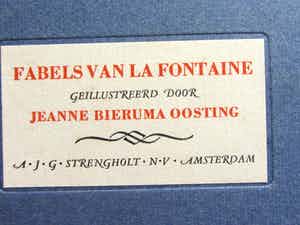 FABELS VAN LA FONTAINE
GEILLUSTREERD DOOR
JEANNE BIERUMA OOSTING
A · J · G · STRENGHOLT · N · V · AMSTERDAM